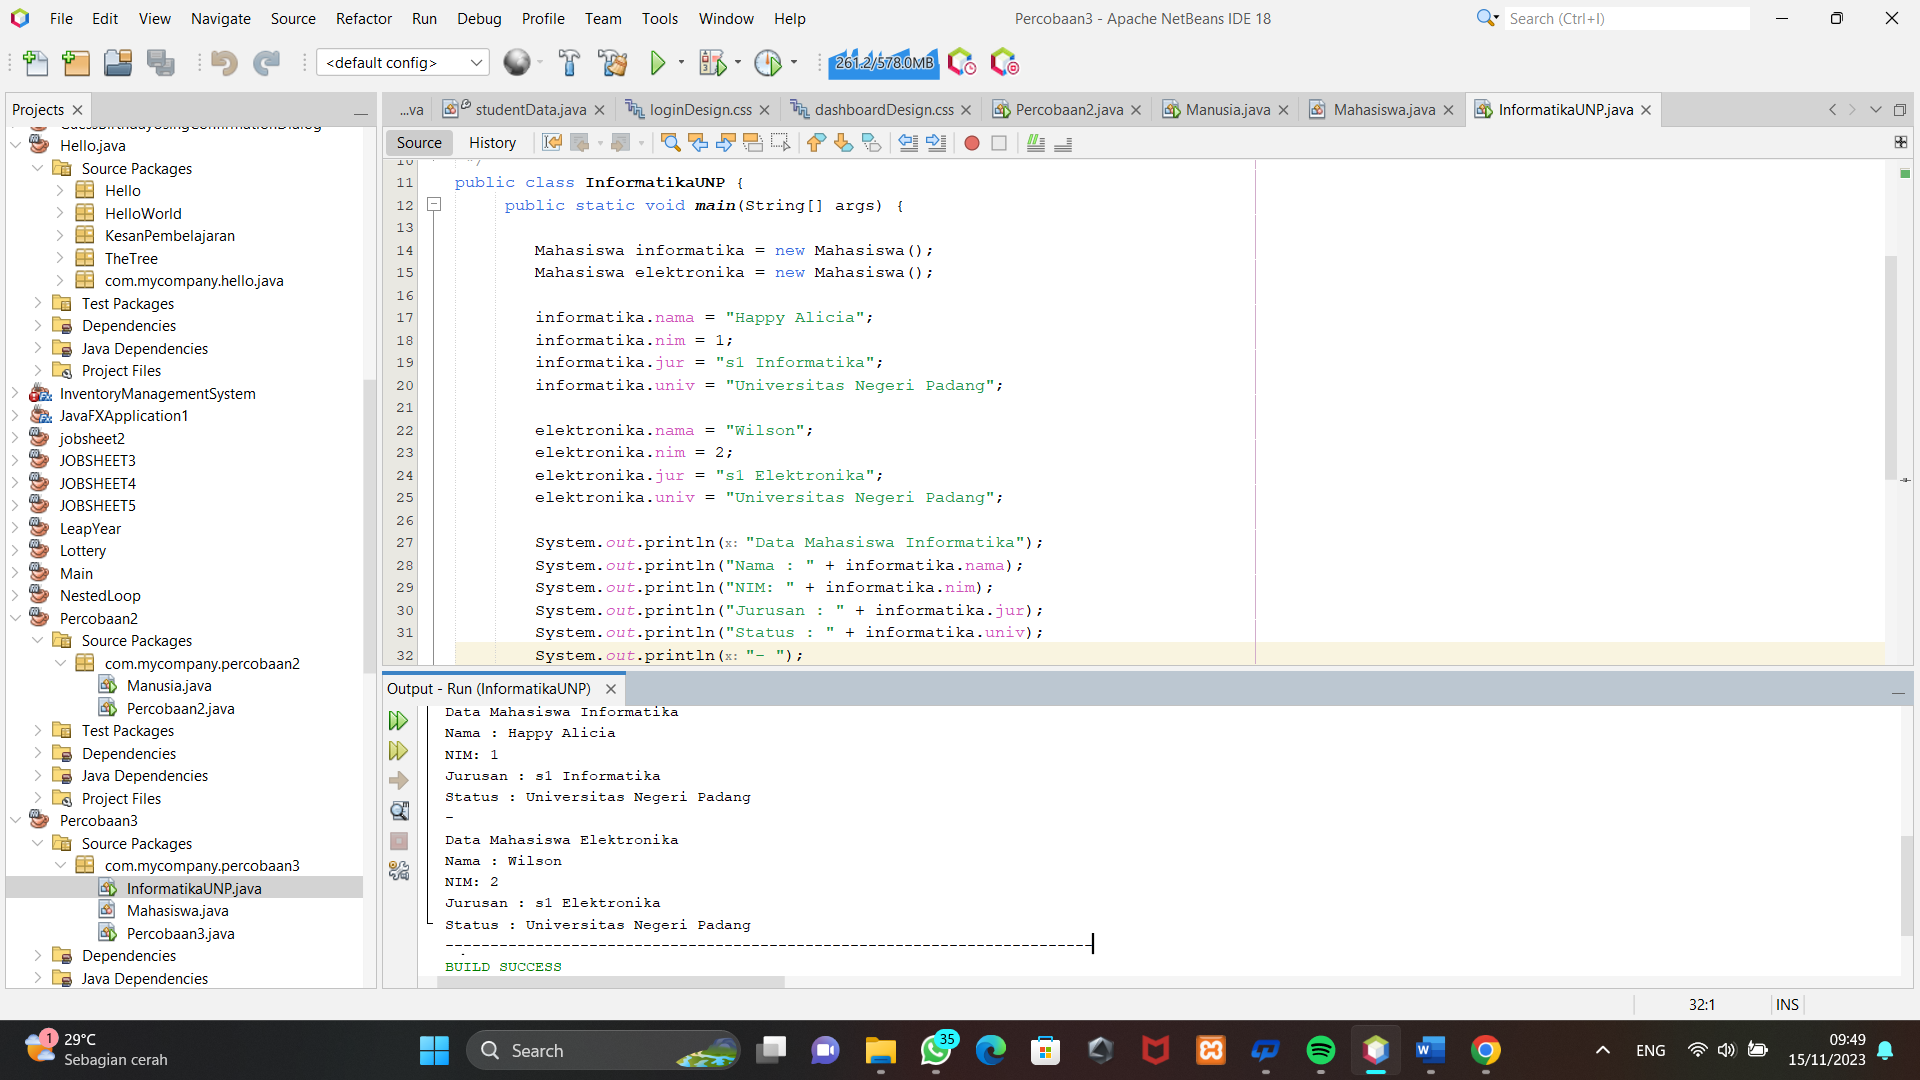 File Edit View Navigate Source Refactor Run Debug Profile Team Tools Window Help
Percobaan3 - Apache NetBeans IDE 18
Search (Ctrl+I)
<default config>
261.2/578.0MB
Projects
...va
studentData.java
loginDesign.css
dashboardDesign.css
Percobaan2.java
Manusia.java
Mahasiswa.java
InformatikaUNP.java
Source
History
GuessBirthdayUsingConfirmationDialog
Hello.java
Source Packages
Hello
HelloWorld
KesanPembelajaran
TheTree
com.mycompany.hello.java
Test Packages
Dependencies
Java Dependencies
Project Files
InventoryManagementSystem
JavaFXApplication1
jobsheet2
JOBSHEET3
JOBSHEET4
JOBSHEET5
LeapYear
Lottery
Main
NestedLoop
Percobaan2
Source Packages
com.mycompany.percobaan2
Manusia.java
Percobaan2.java
Test Packages
Dependencies
Java Dependencies
Project Files
Percobaan3
Source Packages
com.mycompany.percobaan3
InformatikaUNP.java
Mahasiswa.java
Percobaan3.java
Dependencies
Java Dependencies
10 */
11 public class InformatikaUNP {
12 public static void main(String[] args) {
13
14 Mahasiswa informatika = new Mahasiswa();
15 Mahasiswa elektronika = new Mahasiswa();
16
17 informatika.nama = "Happy Alicia";
18 informatika.nim = 1;
19 informatika.jur = "s1 Informatika";
20 informatika.univ = "Universitas Negeri Padang";
21
22 elektronika.nama = "Wilson";
23 elektronika.nim = 2;
24 elektronika.jur = "s1 Elektronika";
25 elektronika.univ = "Universitas Negeri Padang";
26
27 System.out.println(x: "Data Mahasiswa Informatika");
28 System.out.println("Nama : " + informatika.nama);
29 System.out.println("NIM: " + informatika.nim);
30 System.out.println("Jurusan : " + informatika.jur);
31 System.out.println("Status : " + informatika.univ);
32 System.out.println(x: "- ");
Output - Run (InformatikaUNP)
Data Mahasiswa Informatika
Nama : Happy Alicia
NIM: 1
Jurusan : s1 Informatika
Status : Universitas Negeri Padang
-
Data Mahasiswa Elektronika
Nama : Wilson
NIM: 2
Jurusan : s1 Elektronika
Status : Universitas Negeri Padang
------------------------------------------------------------------------
BUILD SUCCESS
32:1
INS
1
29°C
Sebagian cerah
Search
35
ENG
09:49
15/11/2023